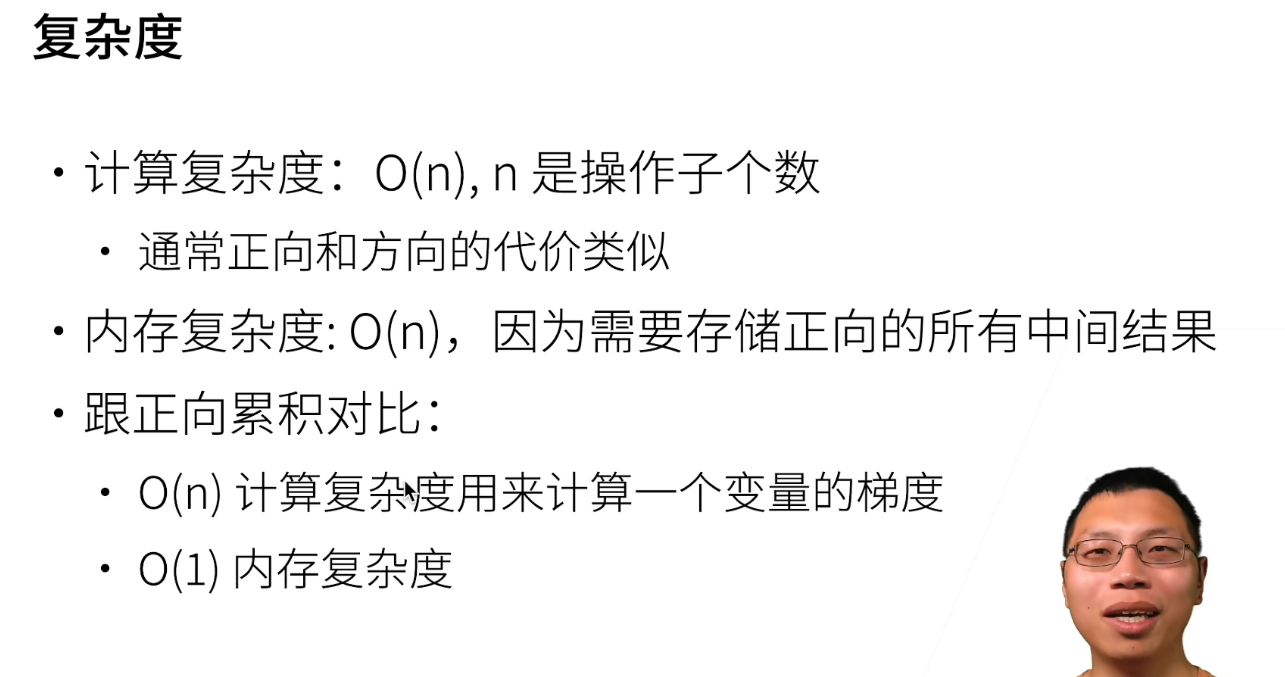 复杂度
• 计算复杂度：O(n), n 是操作子个数
• 通常正向和方向的代价类似
• 内存复杂度: O(n)，因为需要存储正向的所有中间结果
• 跟正向累积对比：
• O(n) 计算复杂度用来计算一个变量的梯度
• O(1) 内存复杂度